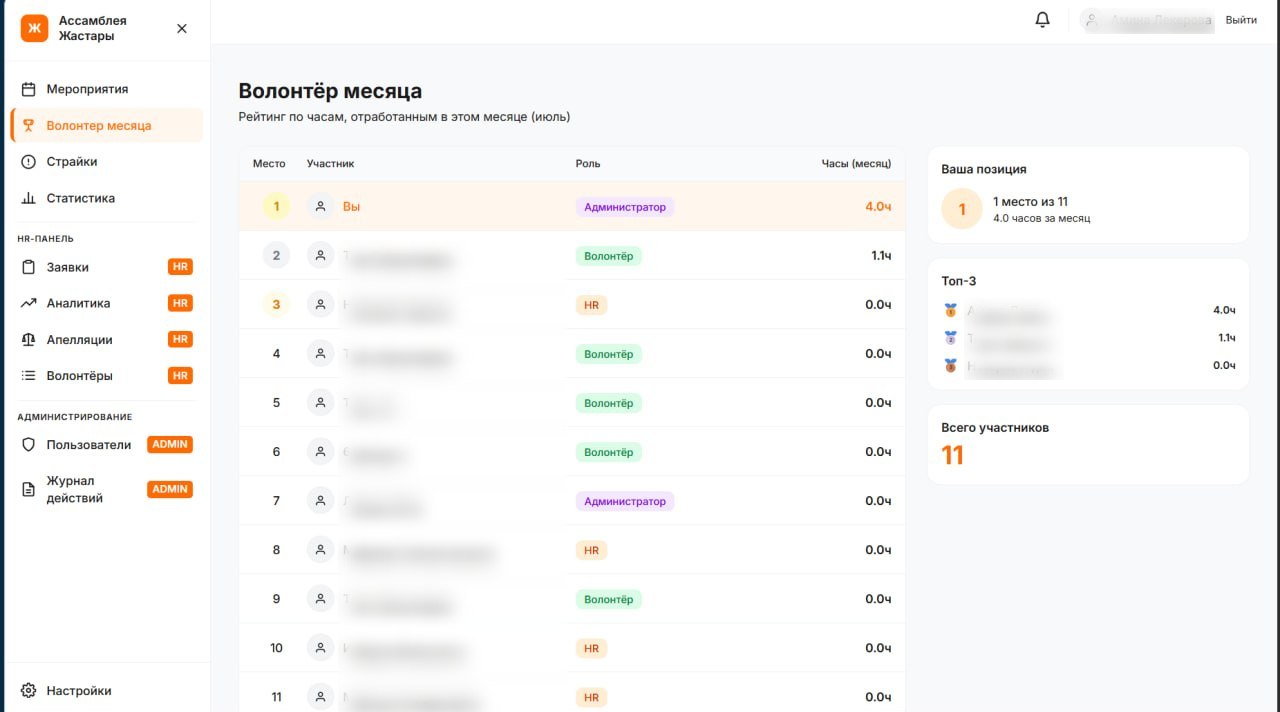 Ж
Ассамблея
Жастары
Выйти
Мероприятия
Волонтер месяца
Страйки
Статистика
HR-ПАНЕЛЬ
Заявки HR
Аналитика HR
Апелляции HR
Волонтёры HR
АДМИНИСТРИРОВАНИЕ
Пользователи ADMIN
Журнал
действий ADMIN
Настройки
Волонтёр месяца
Рейтинг по часам, отработанным в этом месяце (июль)
Место Участник Роль Часы (месяц)
1 Вы Администратор 4.0ч
2 Волонтёр 1.1ч
3 HR 0.0ч
4 Волонтёр 0.0ч
5 Волонтёр 0.0ч
6 Волонтёр 0.0ч
7 Администратор 0.0ч
8 HR 0.0ч
9 Волонтёр 0.0ч
10 HR 0.0ч
11 HR 0.0ч
Ваша позиция
1
1 место из 11
4.0 часов за месяц
Топ-3
4.0ч
1.1ч
0.0ч
Всего участников
11